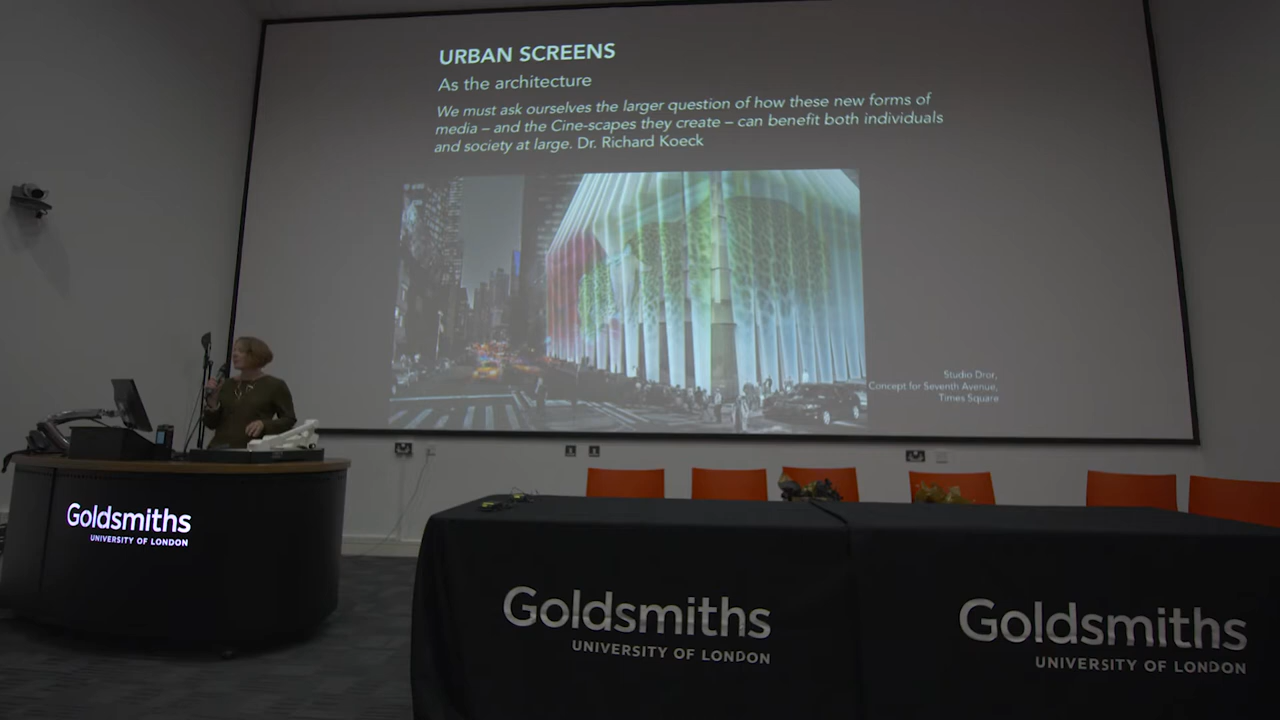 URBAN SCREENS
As the architecture
We must ask ourselves the larger question of how these new forms of
media – and the Cine-scapes they create – can benefit both individuals
and society at large. Dr. Richard Koeck
Studio Dror,
Concept for Seventh Avenue,
Times Square
Goldsmiths
UNIVERSITY OF LONDON
Goldsmiths
UNIVERSITY OF LONDON
Goldsmiths
UNIVERSITY OF LONDON